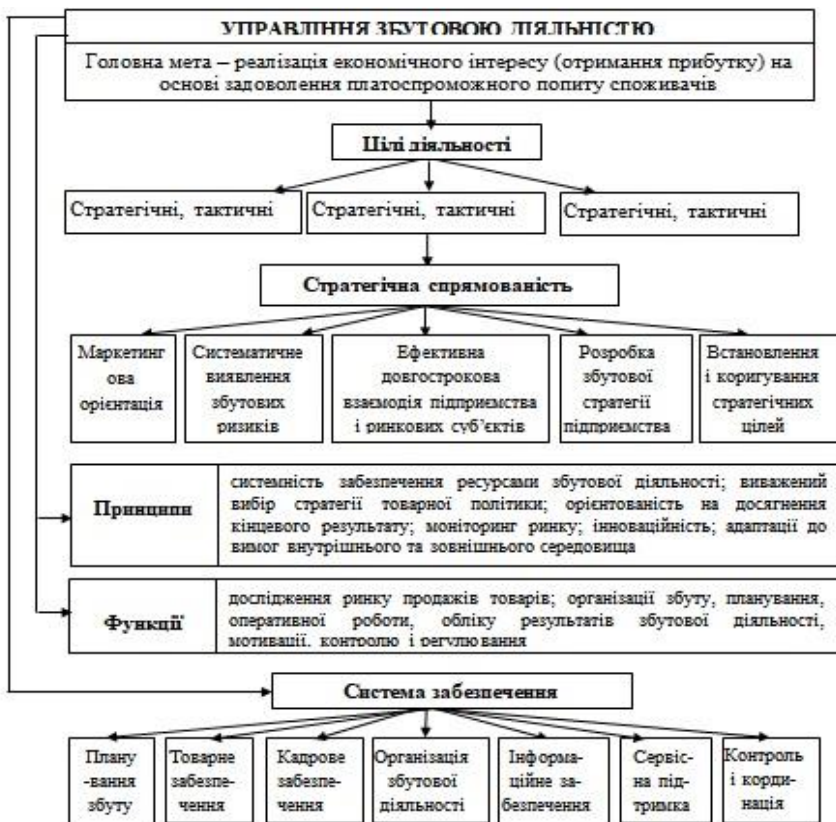 УПРАВЛІННЯ ЗБУТОВОЮ ДІЯЛЬНІСТЮ
Головна мета – реалізація економічного інтересу (отримання прибутку) на
основі задоволення платоспроможного попиту споживачів
Цілі діяльності
Стратегічні, тактичні
Стратегічні, тактичні
Стратегічні, тактичні
Стратегічна спрямованість
Маркетинг
ова
орієнтація
Систематичне
виявлення
збутових
ризиків
Ефективна
довгострокова
взаємодія підприємства
і ринкових суб’єктів
Розробка
збутової
стратегії
підприємства
Встановлення
і коригування
стратегічних
цілей
Принципи
системність забезпечення ресурсами збутової діяльності; виважений
вибір стратегії товарної політики; орієнтованість на досягнення
кінцевого результату; моніторинг ринку; інноваційність; адаптації до
вимог внутрішнього та зовнішнього середовища
Функції
дослідження ринку продажів товарів; організації збуту, планування,
оперативної роботи, обліку результатів збутової діяльності,
мотивації, контролю і регулювання
Система забезпечення
Плану
-вання
збуту
Товарне
забезпе-
чення
Кадрове
забезпе-
чення
Організація
збутової
діяльності
Інформа-
ційне за-
безпечення
Сервіс-
на під-
тримка
Контроль
і корди-
нація